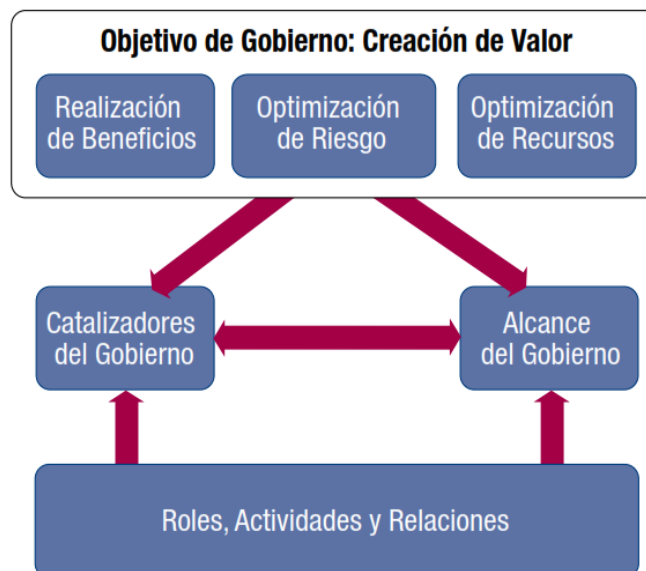 Objetivo de Gobierno: Creación de Valor
Realización
de Beneficios
Optimización
de Riesgo
Optimización
de Recursos
Catalizadores
del Gobierno
Alcance
del Gobierno
Roles, Actividades y Relaciones